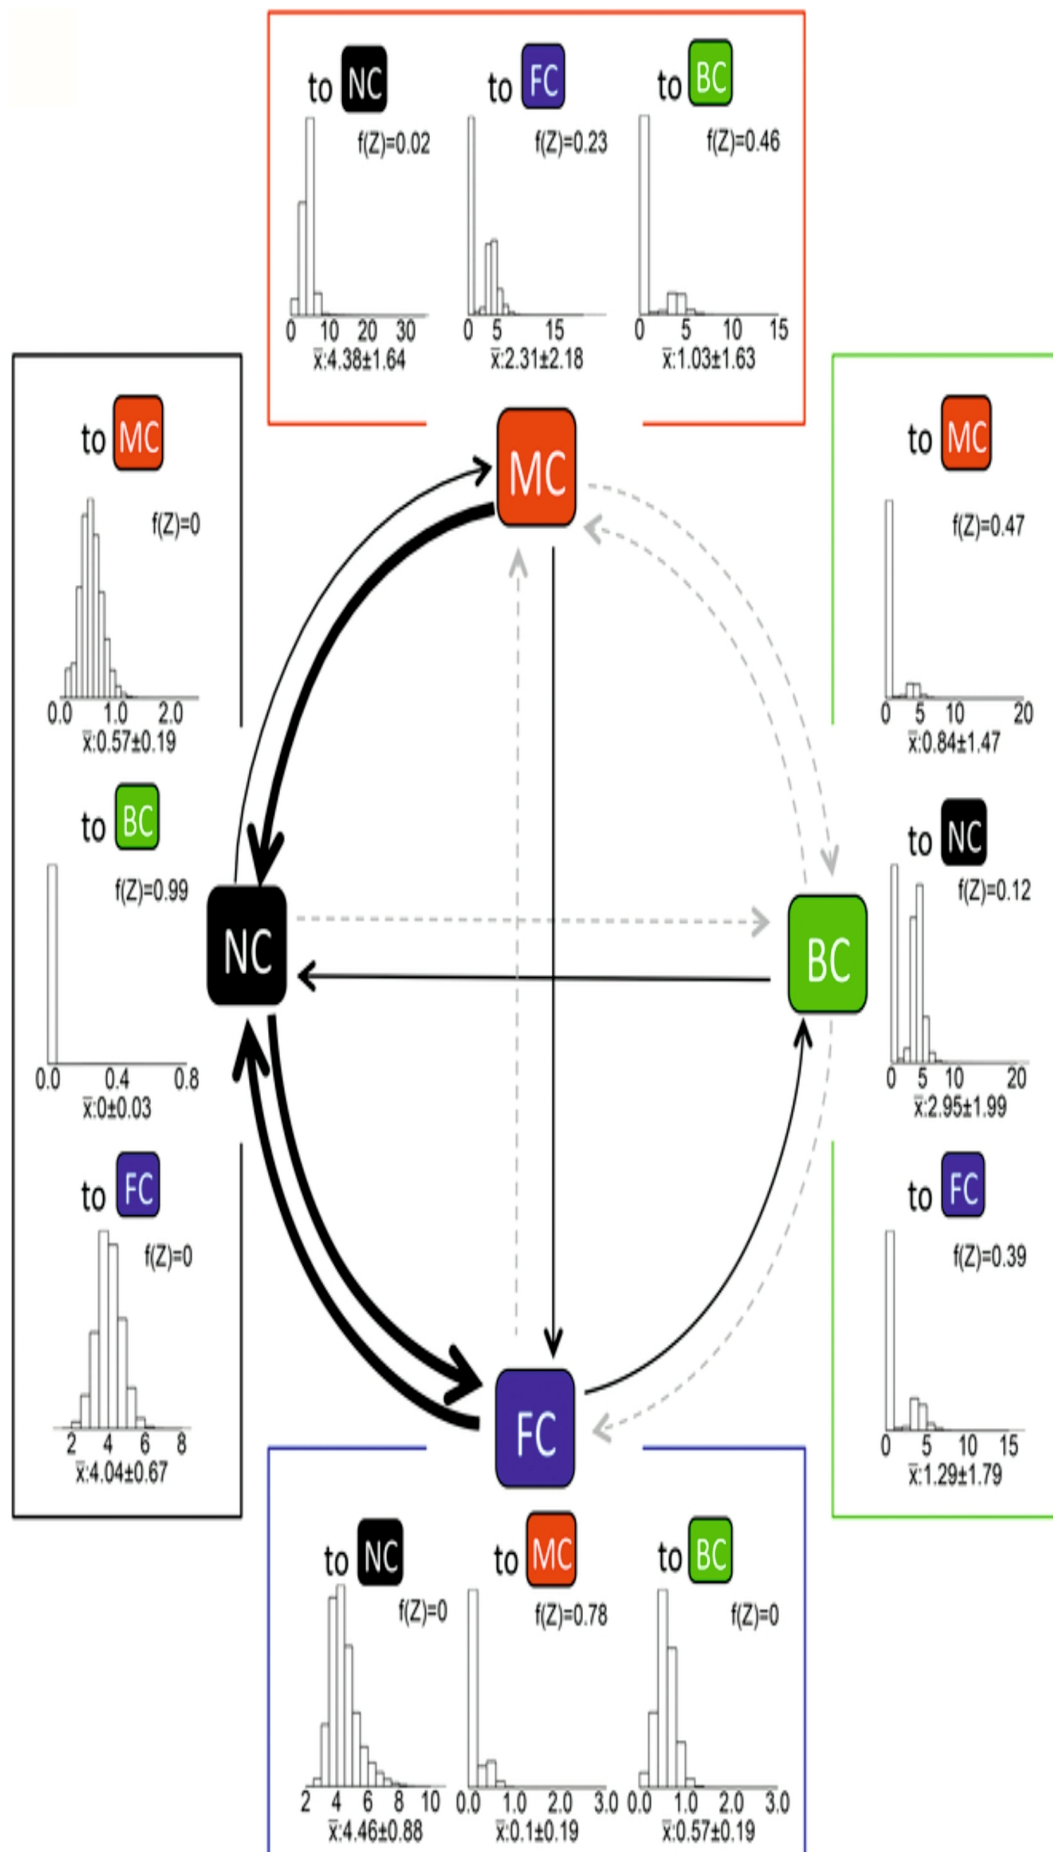 to NC
f(Z)=0.02
0 10 20 30
x̅:4.38±1.64
to FC
f(Z)=0.23
0 5 15
x̅:2.31±2.18
to BC
f(Z)=0.46
0 5 10 15
x̅:1.03±1.63
to MC
f(Z)=0
0.0 1.0 2.0
x̅:0.57±0.19
to BC
f(Z)=0.99
0.0 0.4 0.8
x̅:0±0.03
to FC
f(Z)=0
2 4 6 8
x̅:4.04±0.67
MC
NC
BC
FC
to MC
f(Z)=0.47
0 5 10 20
x̅:0.84±1.47
to NC
f(Z)=0.12
0 5 10 20
x̅:2.95±1.99
to FC
f(Z)=0.39
0 5 10 15
x̅:1.29±1.79
to NC
f(Z)=0
2 4 6 8 10
x̅:4.46±0.88
to MC
f(Z)=0.78
0.0 1.0 2.0 3.0
x̅:0.1±0.19
to BC
f(Z)=0
0.0 1.0 2.0 3.0
x̅:0.57±0.19